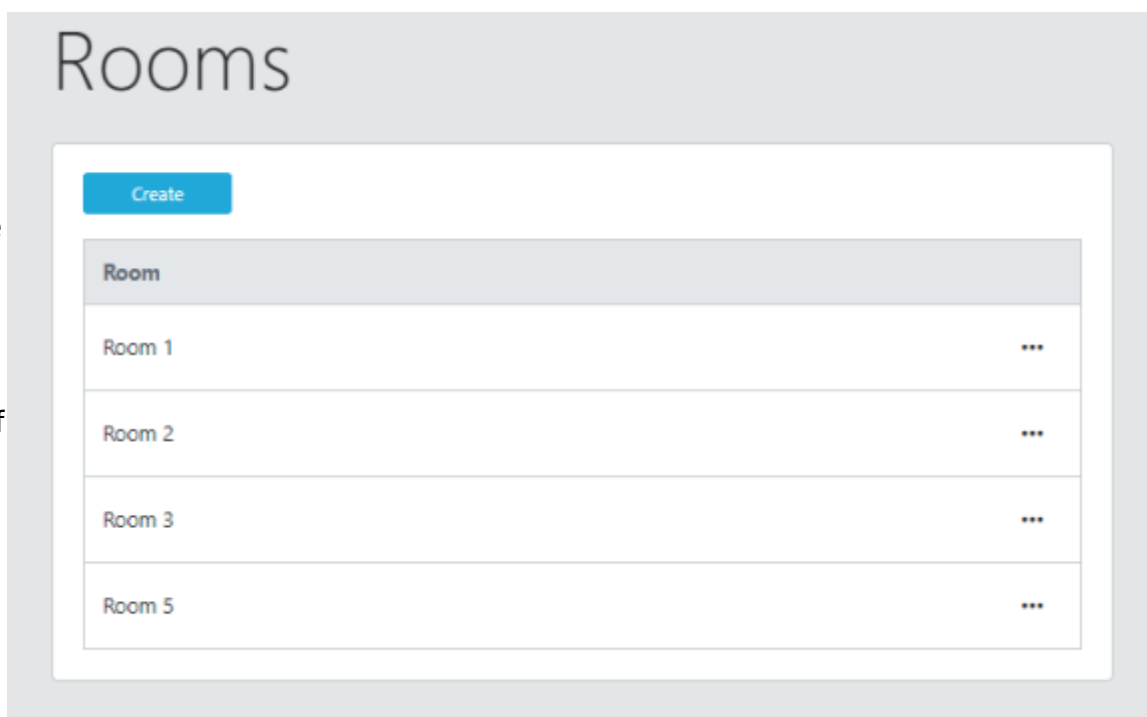 Rooms
Create
Room
Room 1 •••
Room 2 •••
Room 3 •••
Room 5 •••
f